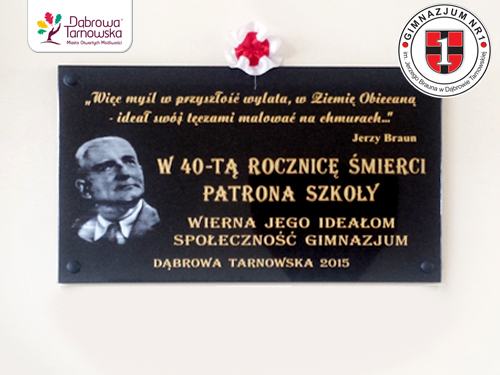 Dąbrowa
Tarnowska
Miasto Otwartych Możliwości
GIMNAZJUM NR 1
im. Jerzego Brauna w Dąbrowie Tarnowskiej
1
„Więc myśl w przyszłość wylata, w Ziemię Obiecaną
- ideał swój tęczami malować na chmurach...”
Jerzy Braun
W 40-TĄ ROCZNICĘ ŚMIERCI
PATRONA SZKOŁY
WIERNA JEGO IDEAŁOM
SPOŁECZNOŚĆ GIMNAZJUM
DĄBROWA TARNOWSKA 2015